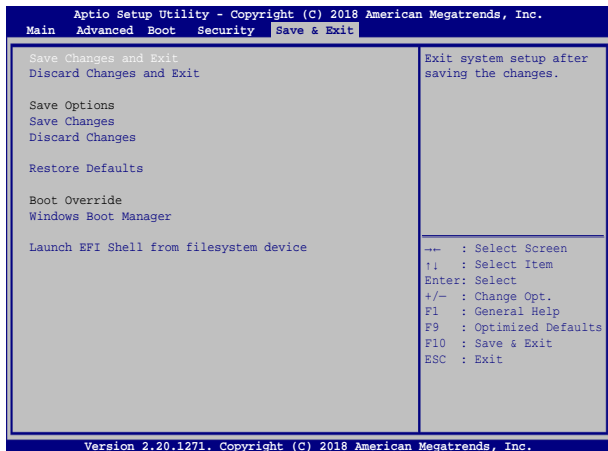 Aptio Setup Utility - Copyright (C) 2018 American Megatrends, Inc.
Main Advanced Boot Security Save & Exit
Save Changes and Exit
Discard Changes and Exit
Save Options
Save Changes
Discard Changes
Restore Defaults
Boot Override
Windows Boot Manager
Launch EFI Shell from filesystem device
Exit system setup after
saving the changes.
→← : Select Screen
↑↓ : Select Item
Enter: Select
+/— : Change Opt.
F1 : General Help
F9 : Optimized Defaults
F10 : Save & Exit
ESC : Exit
Version 2.20.1271. Copyright (C) 2018 American Megatrends, Inc.